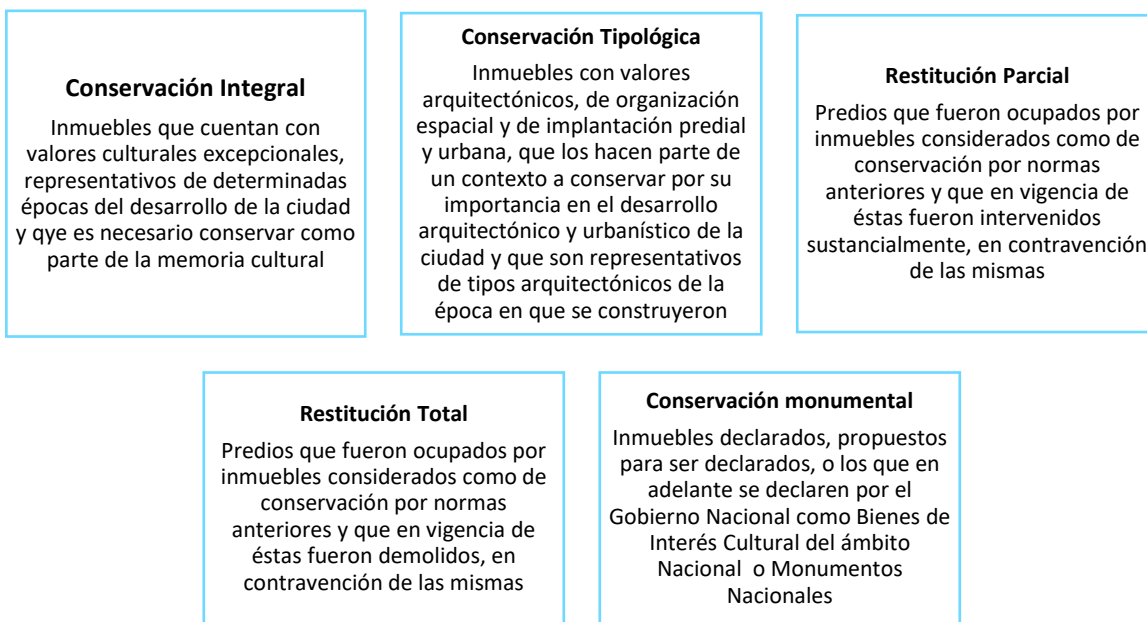 Conservación Integral
Inmuebles que cuentan con
valores culturales excepcionales,
representativos de determinadas
épocas del desarrollo de la ciudad
y qye es necesario conservar como
parte de la memoria cultural
Conservación Tipológica
Inmuebles con valores
arquitectónicos, de organización
espacial y de implantación predial
y urbana, que los hacen parte de
un contexto a conservar por su
importancia en el desarrollo
arquitectónico y urbanístico de la
ciudad y que son representativos
de tipos arquitectónicos de la
época en que se construyeron
Restitución Parcial
Predios que fueron ocupados por
inmuebles considerados como de
conservación por normas
anteriores y que en vigencia de
éstas fueron intervenidos
sustancialmente, en contravención
de las mismas
Restitución Total
Predios que fueron ocupados por
inmuebles considerados como de
conservación por normas
anteriores y que en vigencia de
éstas fueron demolidos, en
contravención de las mismas
Conservación monumental
Inmuebles declarados, propuestos
para ser declarados, o los que en
adelante se declaren por el
Gobierno Nacional como Bienes de
Interés Cultural del ámbito
Nacional o Monumentos
Nacionales